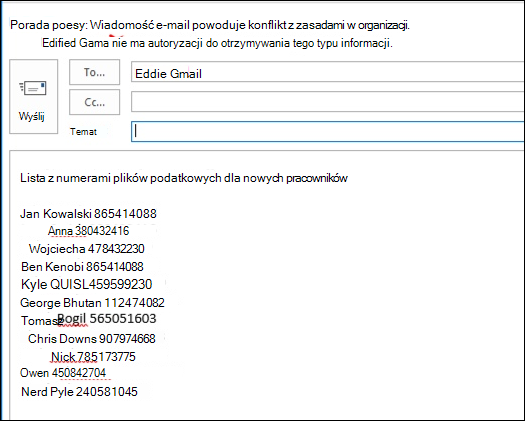 Porada poesy: Wiadomość e-mail powoduje konflikt z zasadami w organizacji.
Edified Gama nie ma autoryzacji do otrzymywania tego typu informacji.
To...
Eddie Gmail
Cc...
Wyślij
Temat
Lista z numerami plików podatkowych dla nowych pracowników
Jan Kowalski 865414088
Anna 380432416
Wojciecha 478432230
Ben Kenobi 865414088
Kyle QUISL459599230
George Bhutan 112474082
Tomasz Bogil 565051603
Chris Downs 907974668
Nick 785173775
Owen 450842704
Nerd Pyle 240581045